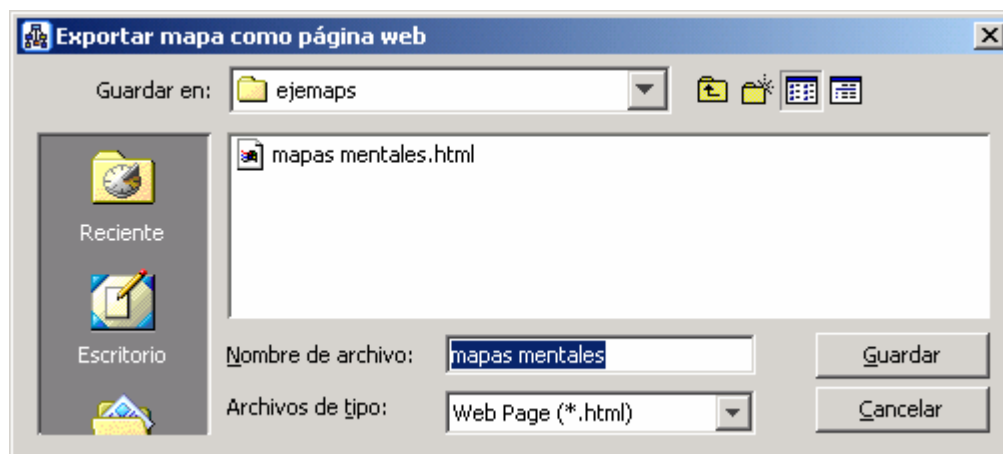 Exportar mapa como página web
Guardar en: ejemaps
mapas mentales.html
Reciente
Escritorio
Nombre de archivo: mapas mentales Guardar
Archivos de tipo: Web Page (*.html) Cancelar